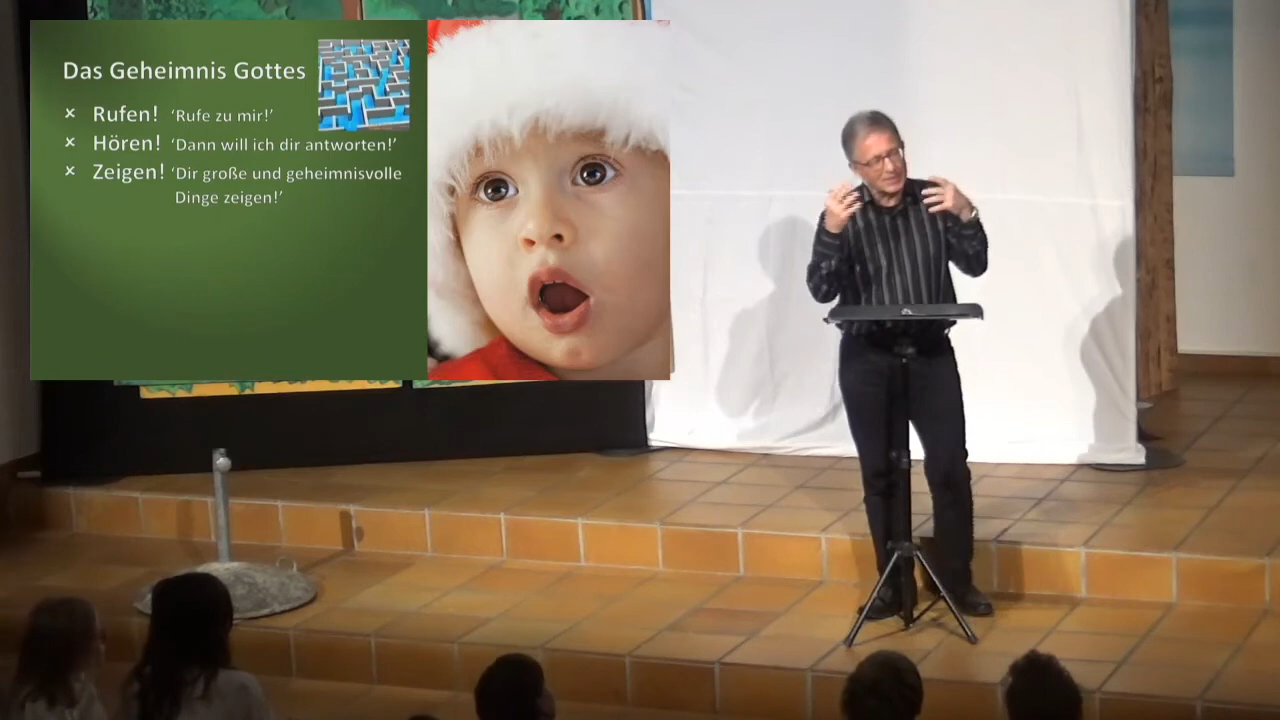 Das Geheimnis Gottes
× Rufen! ‘Rufe zu mir!’
× Hören! ‘Dann will ich dir antworten!’
× Zeigen! ‘Dir große und geheimnisvolle
Dinge zeigen!’